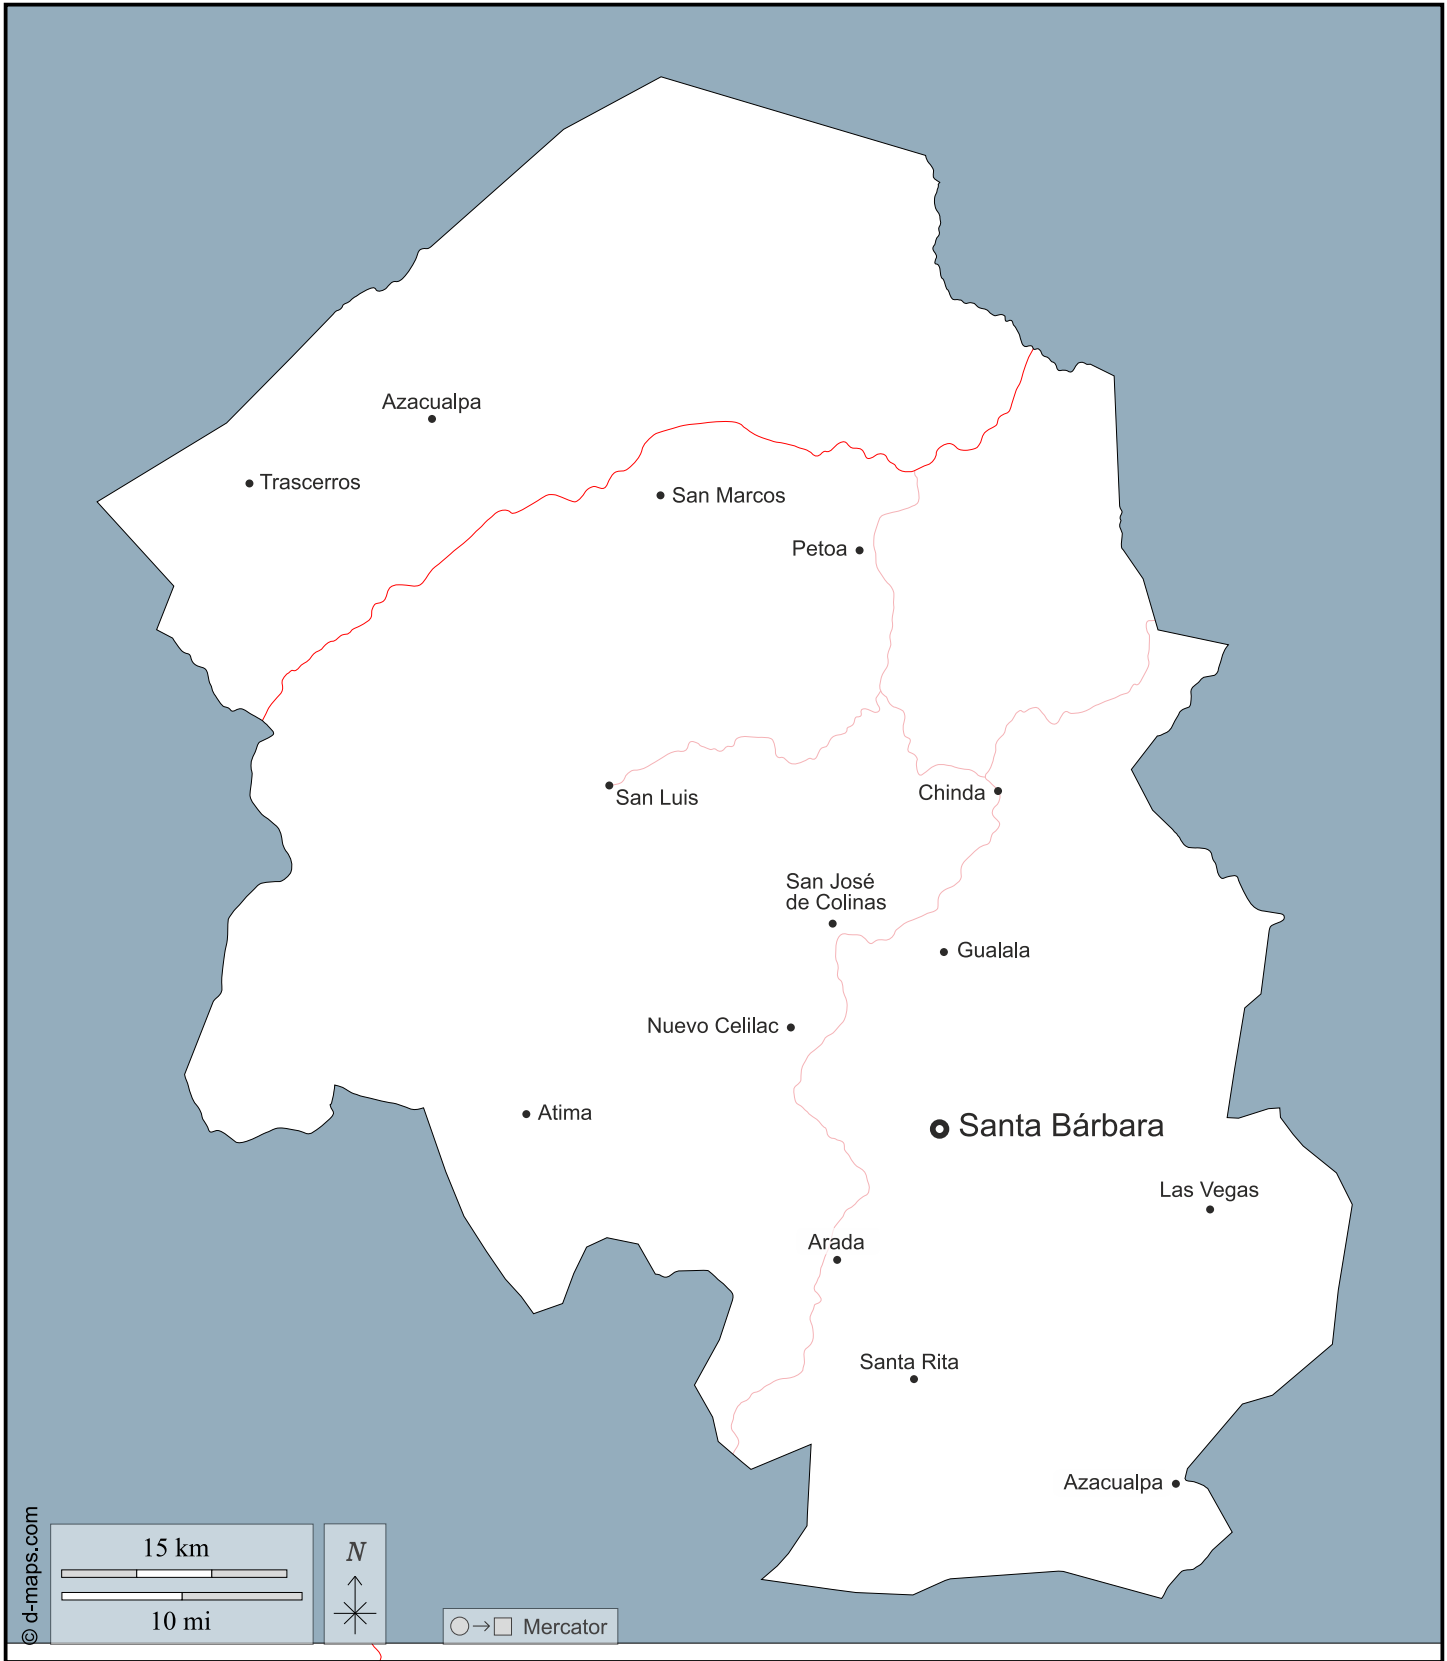 Azacualpa
Trascerros
San Marcos
Petoa
San Luis
Chinda
San José
de Colinas
Gualala
Nuevo Celilac
Atima
Santa Bárbara
Las Vegas
Arada
Santa Rita
Azacualpa
© d-maps.com
15 km
10 mi
N
Mercator